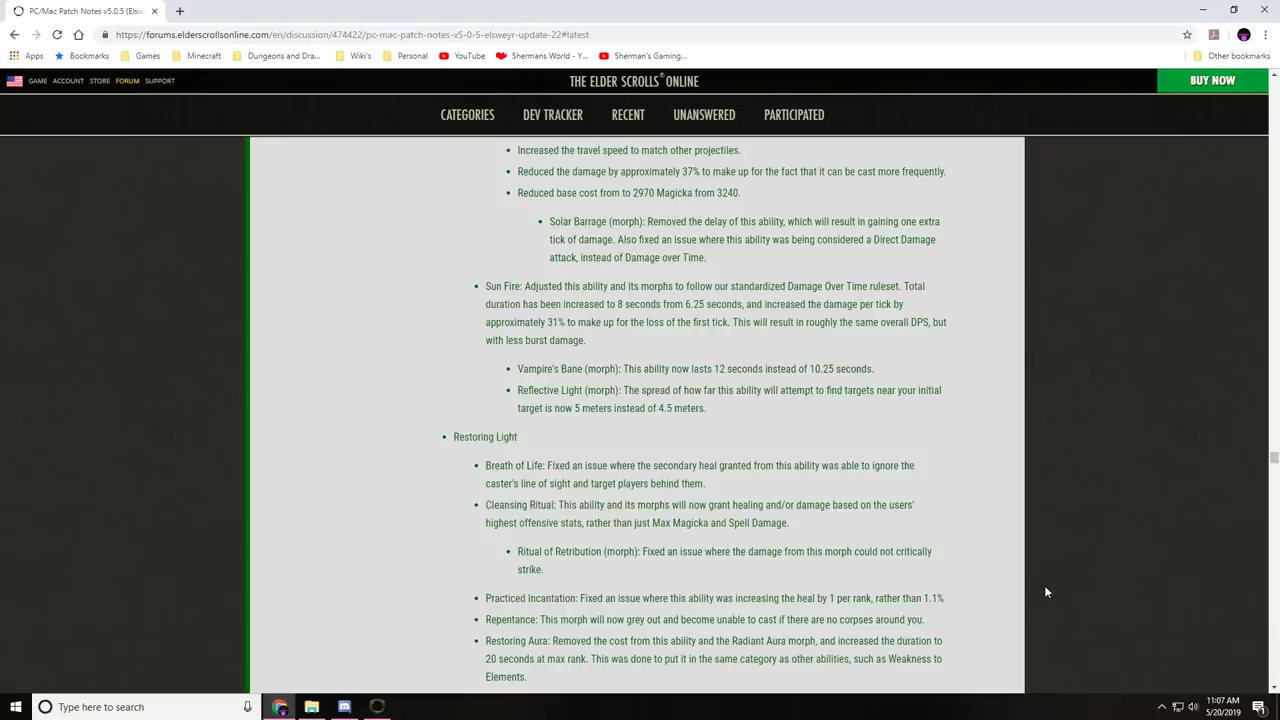 PC/Mac Patch Notes v5.0.5 (Elsw
https://forums.elderscrollsonline.com/en/discussion/474422/pc-mac-patch-notes-v5-0-5-elsweyr-update-22#latest
Apps Bookmarks Games Minecraft Dungeons and Dra... Wiki's Personal YouTube Shermans World - Y... Sherman's Gaming... Other bookmarks
GAME ACCOUNT STORE FORUM SUPPORT THE ELDER SCROLLS® ONLINE BUY NOW
CATEGORIES DEV TRACKER RECENT UNANSWERED PARTICIPATED
Increased the travel speed to match other projectiles.
Reduced the damage by approximately 37% to make up for the fact that it can be cast more frequently.
Reduced base cost from to 2970 Magicka from 3240.
Solar Barrage (morph): Removed the delay of this ability, which will result in gaining one extra
tick of damage. Also fixed an issue where this ability was being considered a Direct Damage
attack, instead of Damage over Time.
Sun Fire: Adjusted this ability and its morphs to follow our standardized Damage Over Time ruleset. Total
duration has been increased to 8 seconds from 6.25 seconds, and increased the damage per tick by
approximately 31% to make up for the loss of the first tick. This will result in roughly the same overall DPS, but
with less burst damage.
Vampire's Bane (morph): This ability now lasts 12 seconds instead of 10.25 seconds.
Reflective Light (morph): The spread of how far this ability will attempt to find targets near your initial
target is now 5 meters instead of 4.5 meters.
Restoring Light
Breath of Life: Fixed an issue where the secondary heal granted from this ability was able to ignore the
caster's line of sight and target players behind them.
Cleansing Ritual: This ability and its morphs will now grant healing and/or damage based on the users'
highest offensive stats, rather than just Max Magicka and Spell Damage.
Ritual of Retribution (morph): Fixed an issue where the damage from this morph could not critically
strike.
Practiced Incantation: Fixed an issue where this ability was increasing the heal by 1 per rank, rather than 1.1%
Repentance: This morph will now grey out and become unable to cast if there are no corpses around you.
Restoring Aura: Removed the cost from this ability and the Radiant Aura morph, and increased the duration to
20 seconds at max rank. This was done to put it in the same category as other abilities, such as Weakness to
Elements.
Type here to search
11:07 AM
5/20/2019